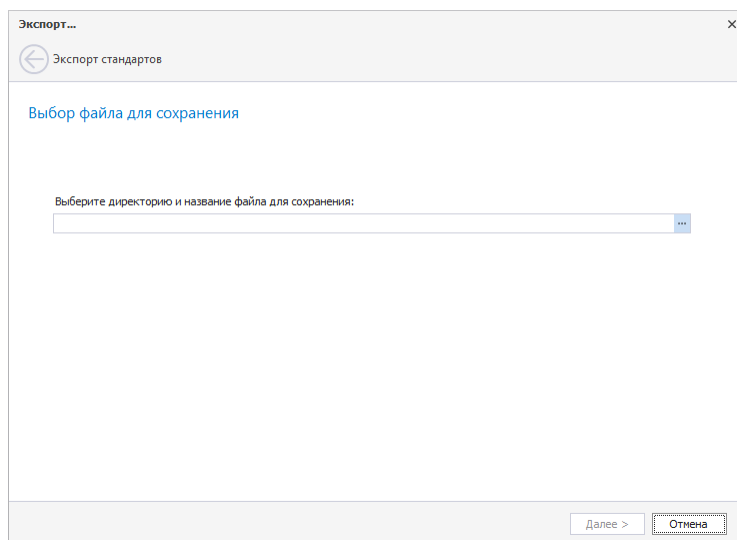 Экспорт...
Экспорт стандартов
Выбор файла для сохранения
Выберите директорию и название файла для сохранения:
...
Далее >
Отмена